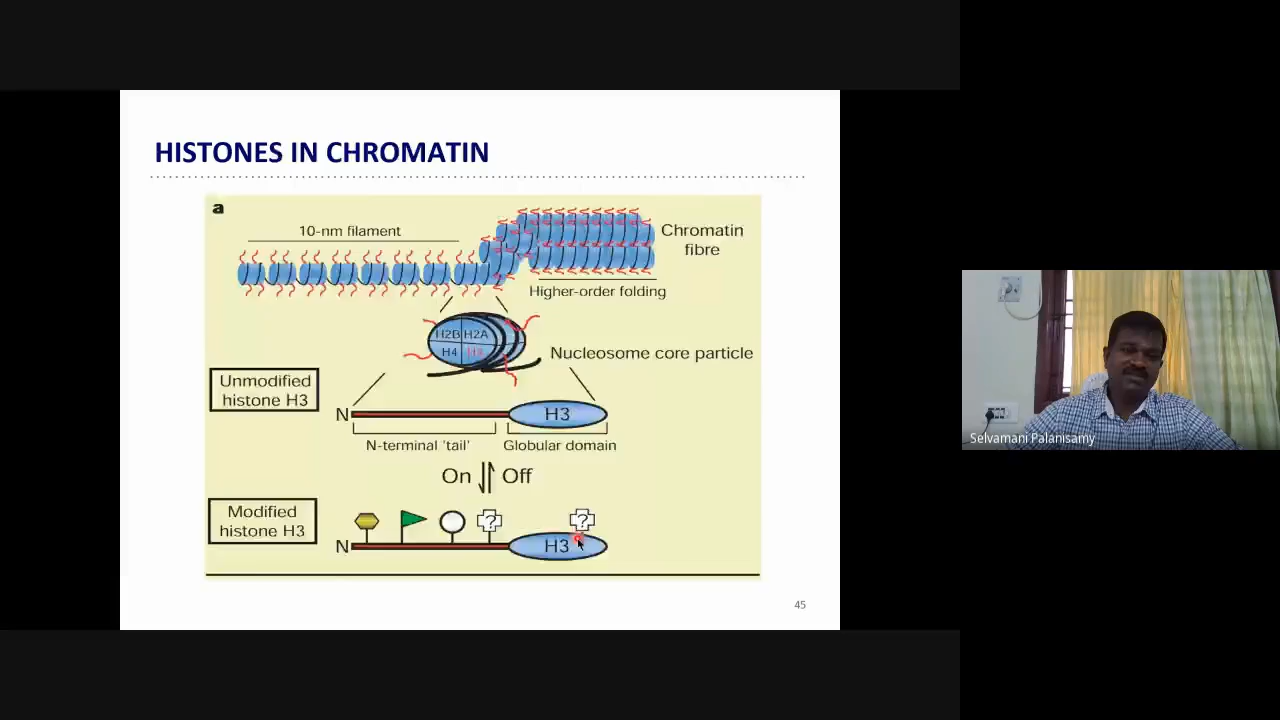 HISTONES IN CHROMATIN
a
10-nm filament
Chromatin
fibre
Higher-order folding
H2B H2A
H4 H3
Nucleosome core particle
Unmodified
histone H3
N
H3
N-terminal 'tail'
Globular domain
On Off
Modified
histone H3
? ?
N
H3
45
Selvamani Palanisamy